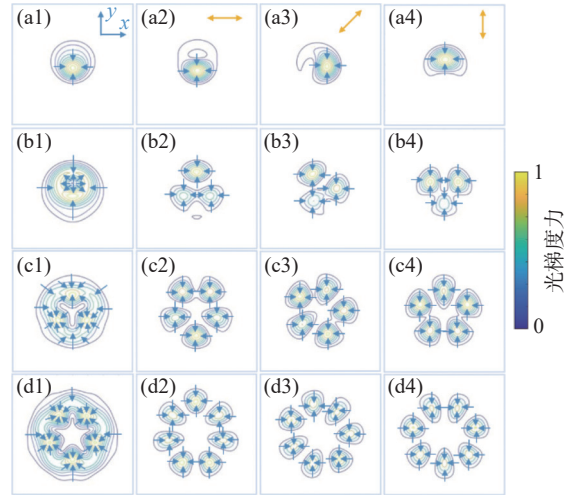 (a1) y x (a2) (a3) (a4)
(b1) (b2) (b3) (b4)
1
光梯度力
0
(c1) (c2) (c3) (c4)
(d1) (d2) (d3) (d4)